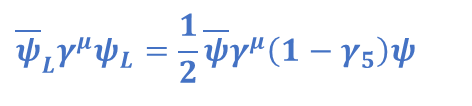 ψ̅_L γ^μ ψ_L = 1/2 ψ̅ γ^μ (1 − γ_5) ψ